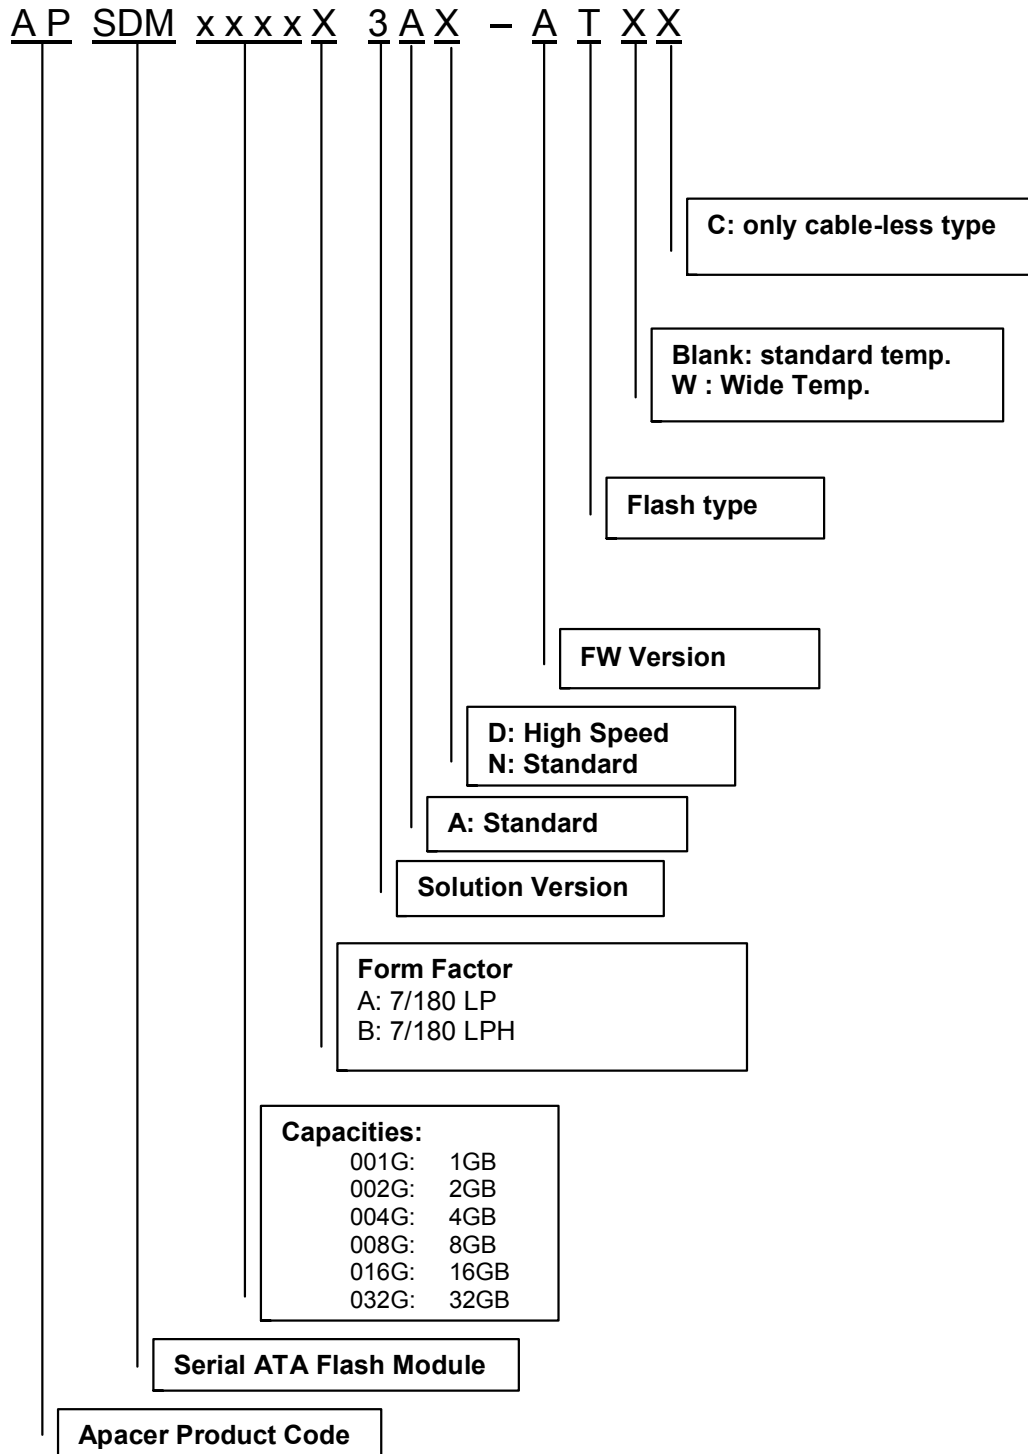 A P SDM x x x x X 3 A X – A T X X
C: only cable-less type
Blank: standard temp.
W : Wide Temp.
Flash type
FW Version
D: High Speed
N: Standard
A: Standard
Solution Version
Form Factor
A: 7/180 LP
B: 7/180 LPH
Capacities:
001G: 1GB
002G: 2GB
004G: 4GB
008G: 8GB
016G: 16GB
032G: 32GB
Serial ATA Flash Module
Apacer Product Code